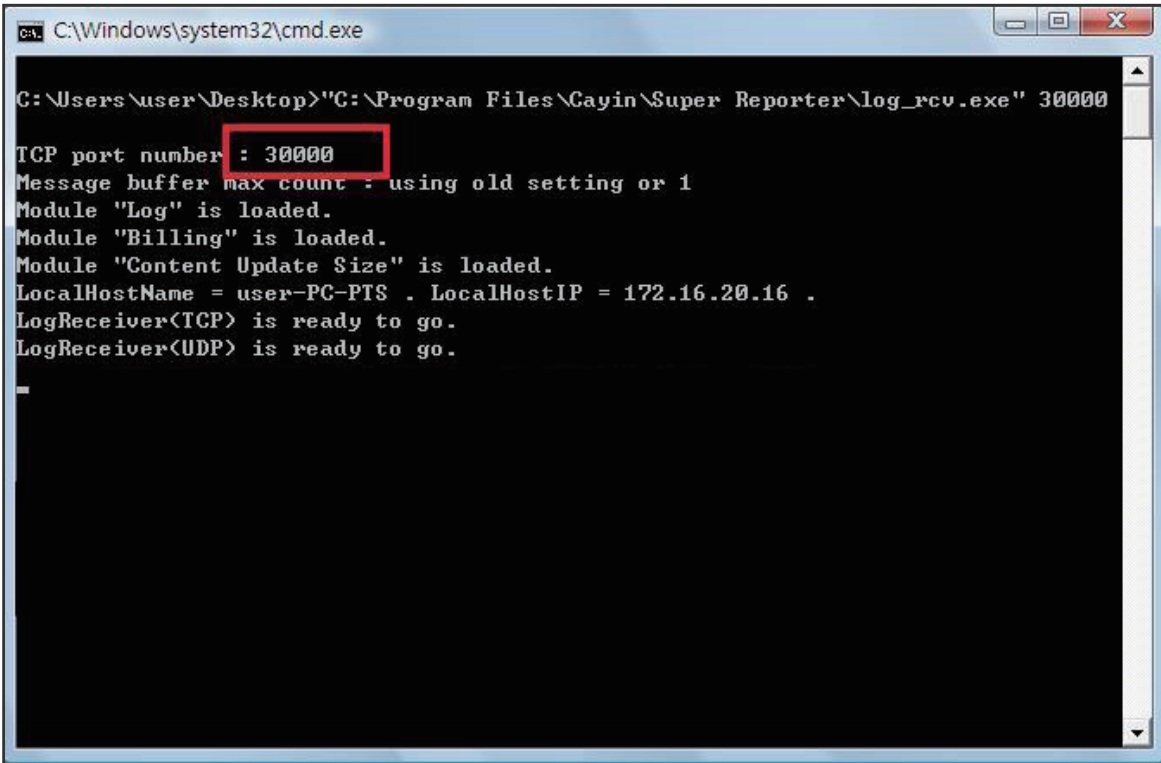 C:\Windows\system32\cmd.exe
C:\Users\user\Desktop>"C:\Program Files\Cayin\Super Reporter\log_rcv.exe" 30000
TCP port number : 30000
Message buffer max count : using old setting or 1
Module "Log" is loaded.
Module "Billing" is loaded.
Module "Content Update Size" is loaded.
LocalHostName = user-PC-PTS . LocalHostIP = 172.16.20.16 .
LogReceiver(TCP) is ready to go.
LogReceiver(UDP) is ready to go.